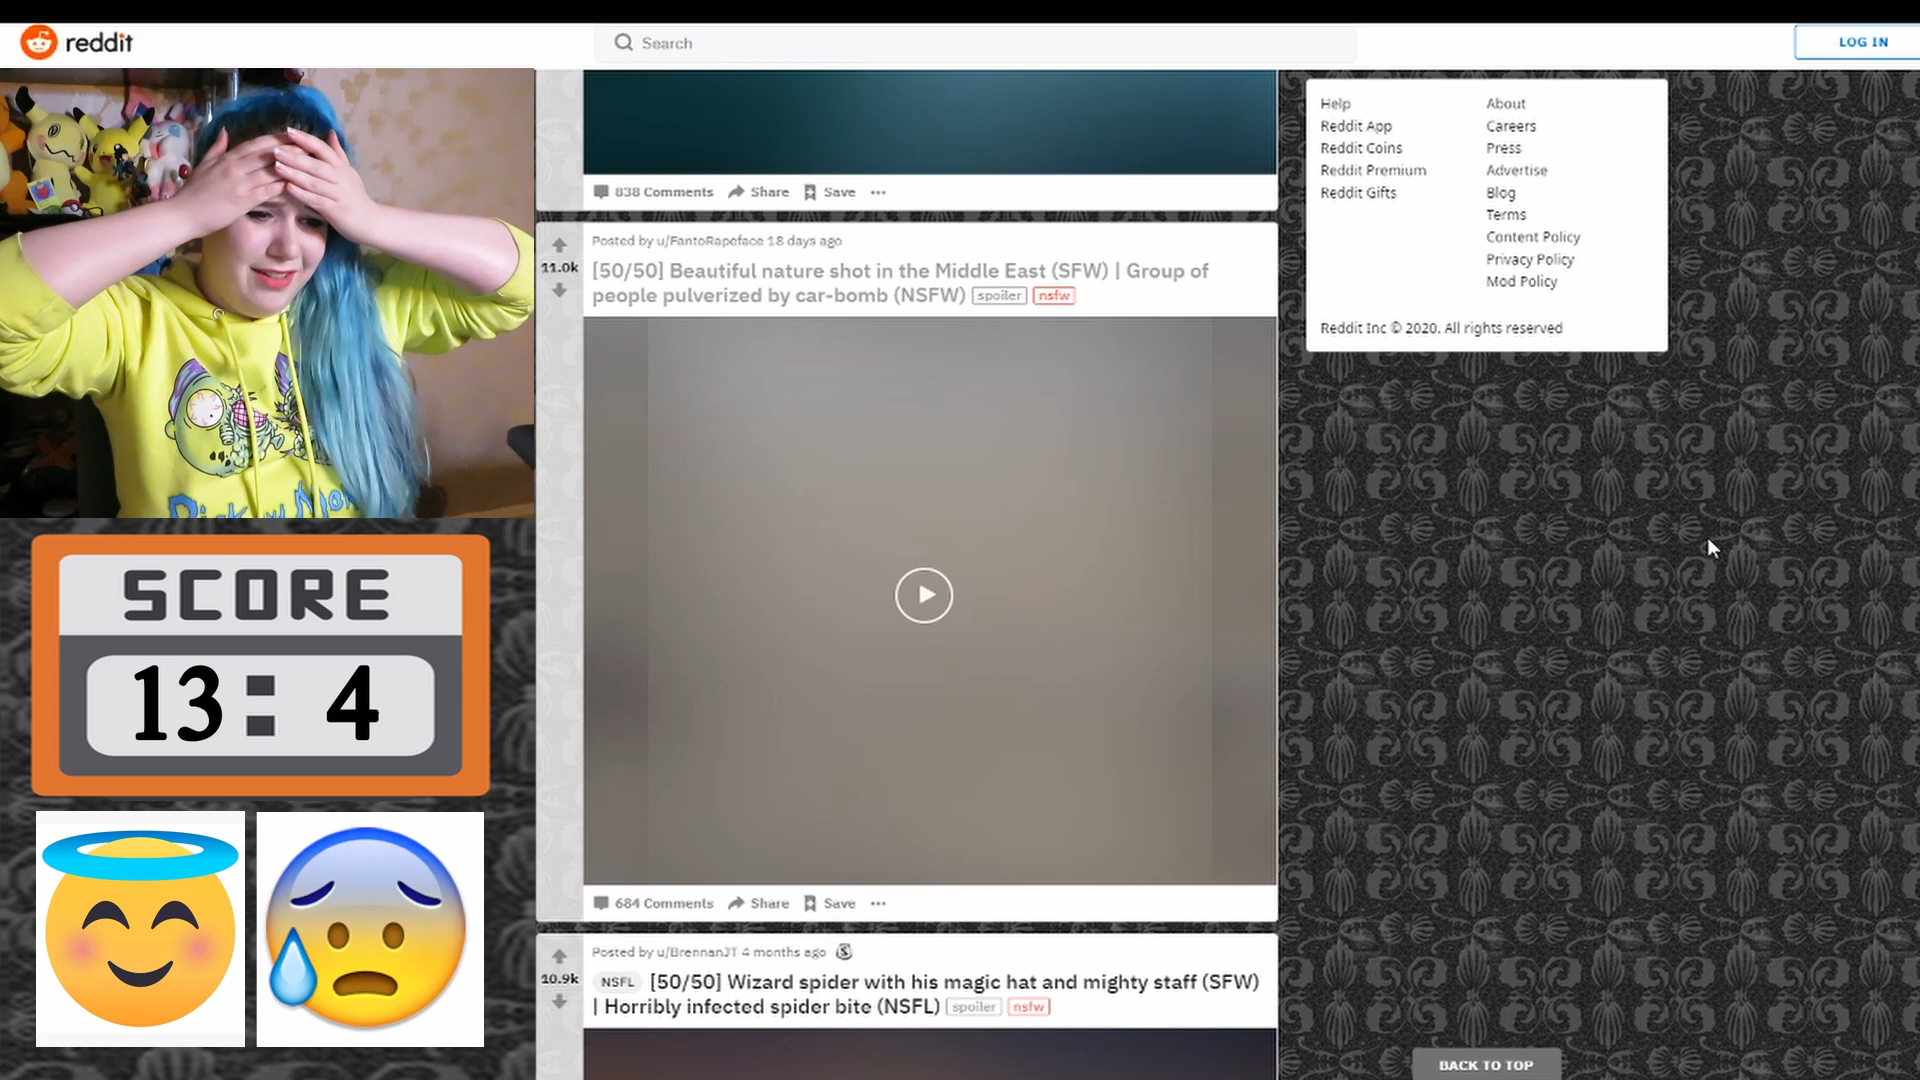 reddit
Search
LOG IN
838 Comments Share Save
Help
Reddit App
Reddit Coins
Reddit Premium
Reddit Gifts
About
Careers
Press
Advertise
Blog
Terms
Content Policy
Privacy Policy
Mod Policy
Reddit Inc © 2020. All rights reserved
Posted by u/FantoRapeface 18 days ago
11.0k
[50/50] Beautiful nature shot in the Middle East (SFW) | Group of
people pulverized by car-bomb (NSFW) spoiler nsfw
684 Comments Share Save
Posted by u/BrennanJT 4 months ago
10.9k
NSFL [50/50] Wizard spider with his magic hat and mighty staff (SFW)
| Horribly infected spider bite (NSFL) spoiler nsfw
BACK TO TOP
SCORE
13 : 4